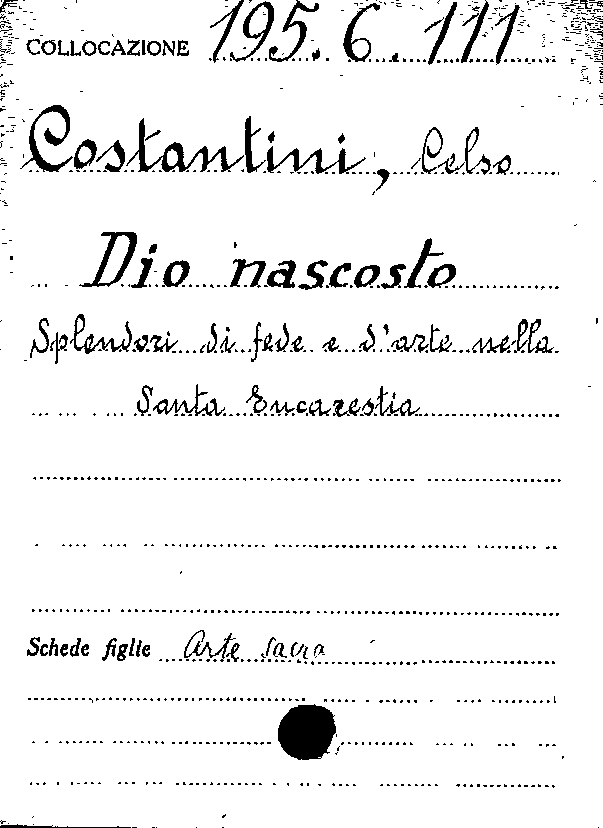 COLLOCAZIONE 195.6.111
Costantini, Celso
Dio nascosto
Splendori di fede e d'arte nella
Santa Eucarestia
Schede figlie Arte sacra